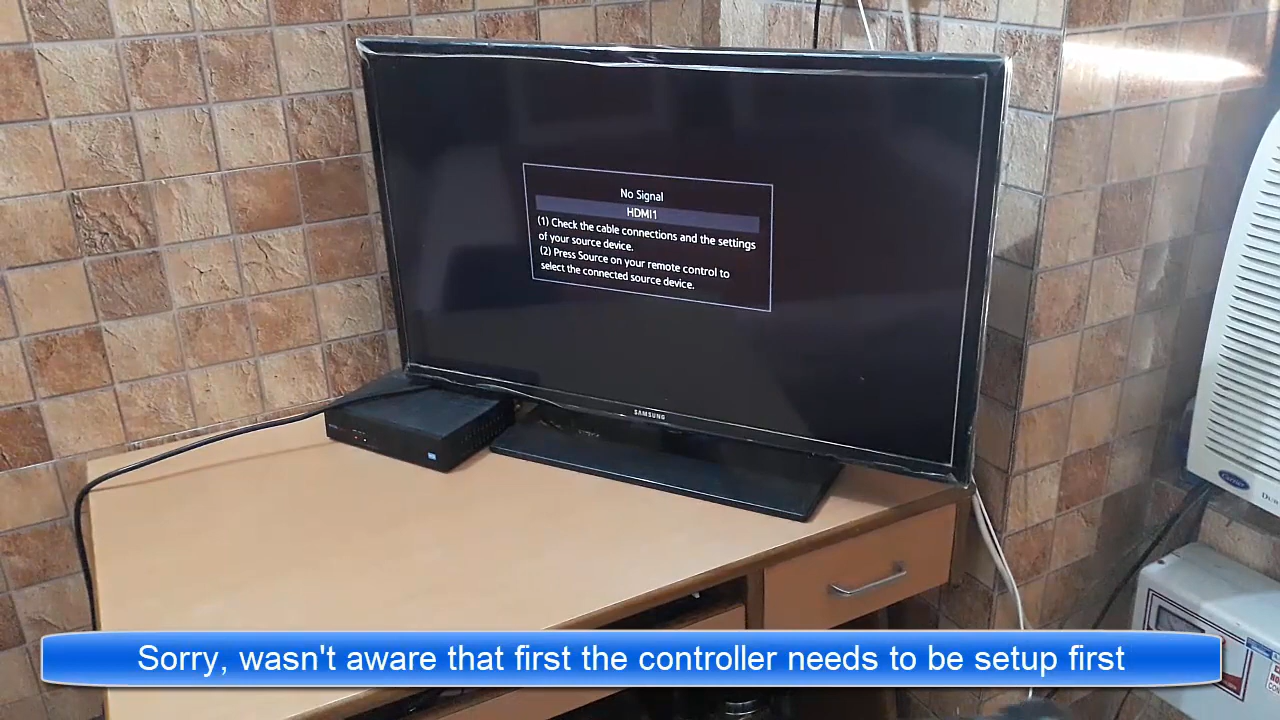 No Signal
HDMI1
(1) Check the cable connections and the settings
of your source device.
(2) Press Source on your remote control to
select the connected source device.
SAMSUNG
Carrier
Sorry, wasn't aware that first the controller needs to be setup first